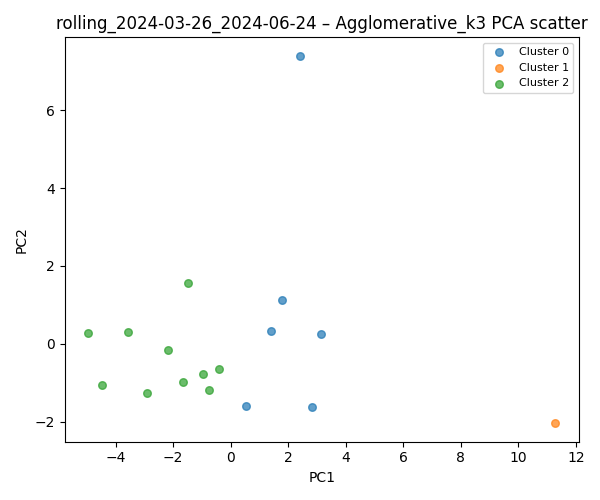 rolling_2024-03-26_2024-06-24 – Agglomerative_k3 PCA scatter
Cluster 0
Cluster 1
Cluster 2
PC2
6
4
2
0
−2
−4
−2
0
2
4
6
8
10
12
PC1